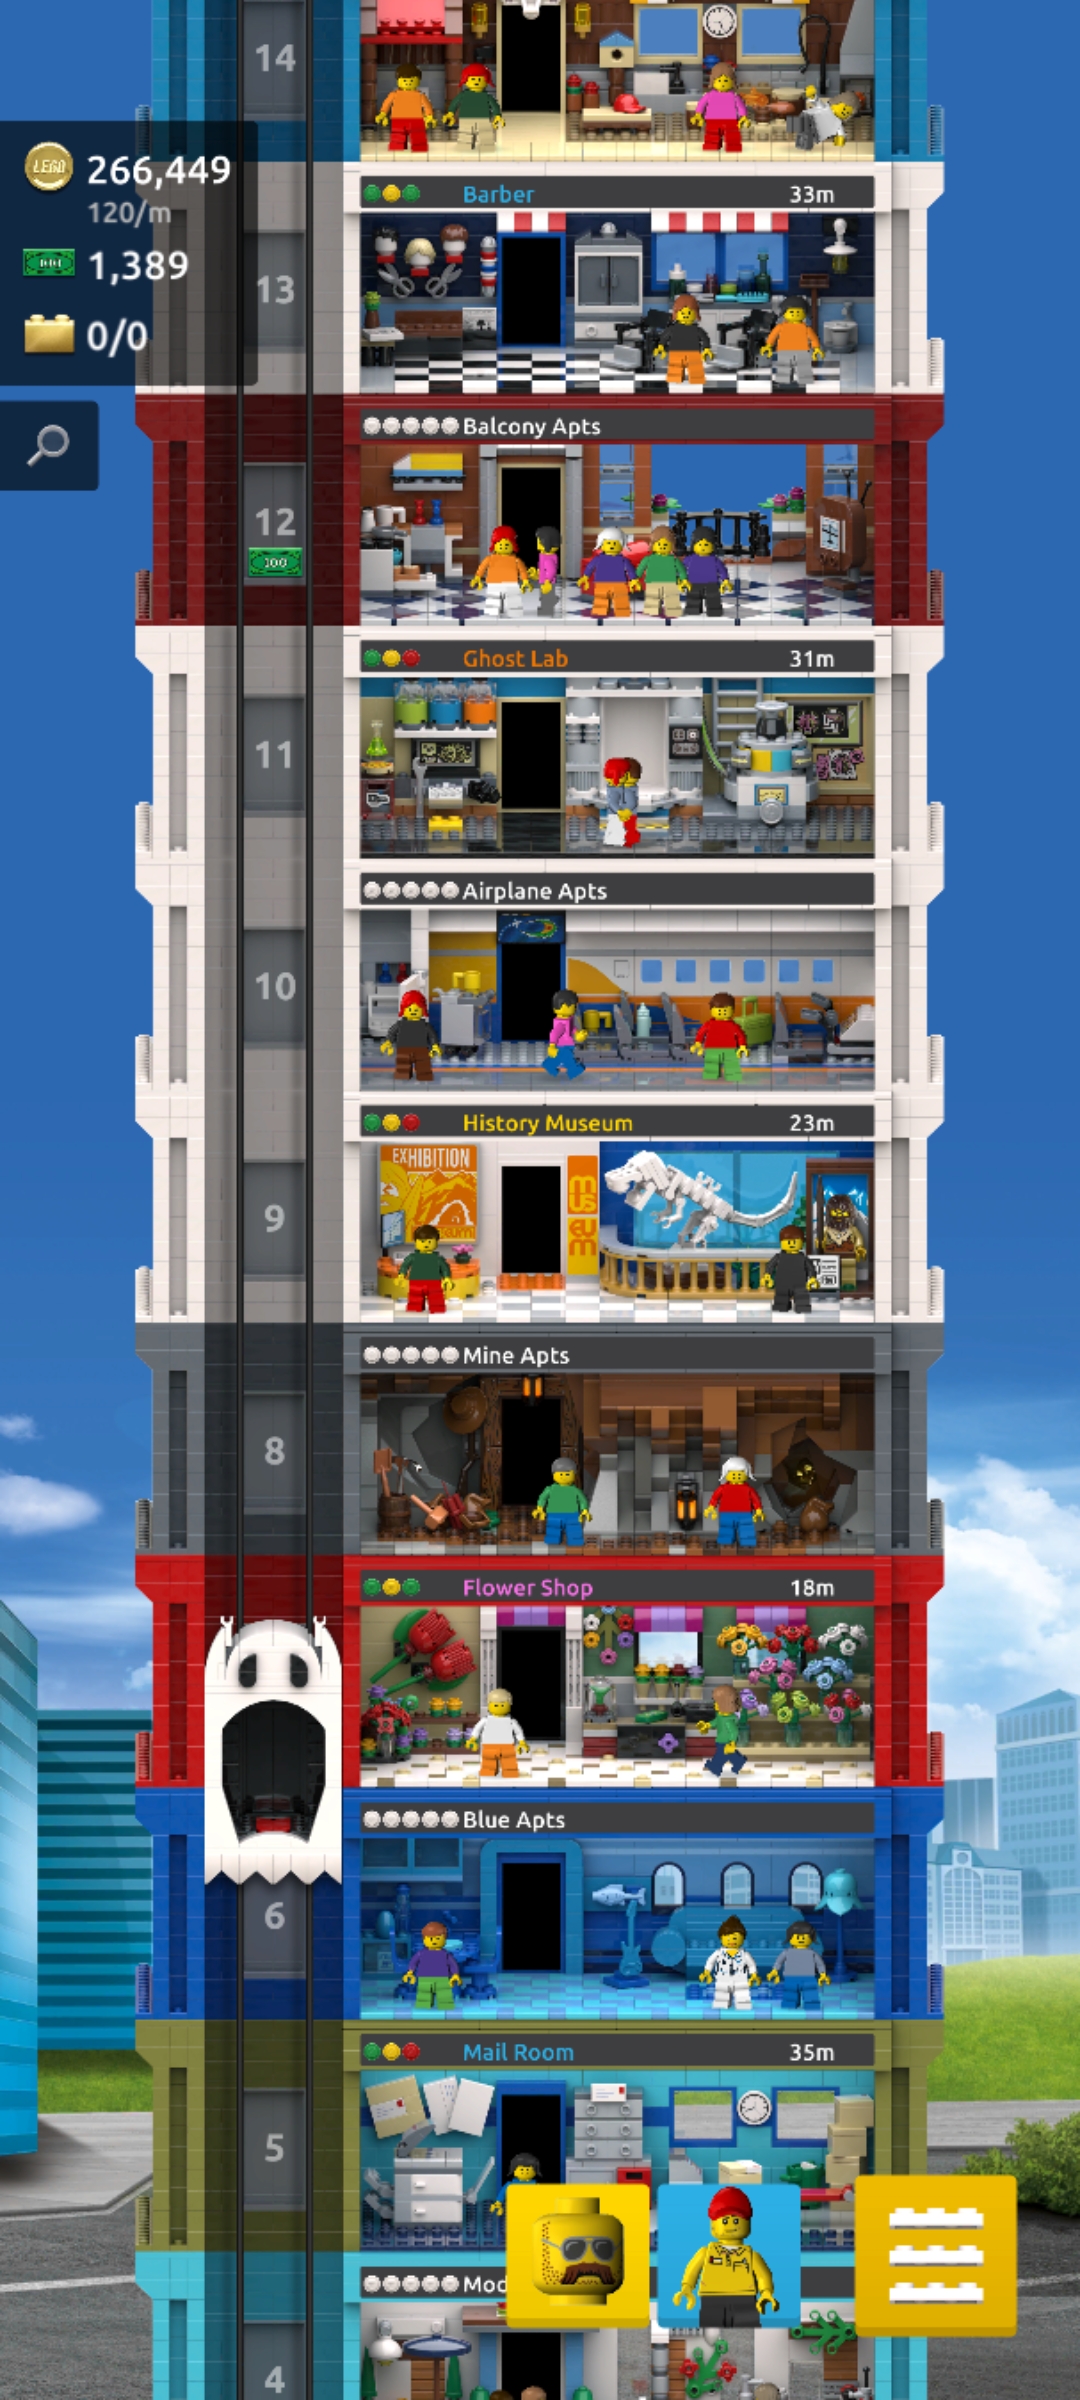 14
LEGO
266,449
120/m
1,389
0/0
Barber 33m
13
Balcony Apts
12
100
Ghost Lab 31m
11
Airplane Apts
10
History Museum 23m
EXHIBITION
museum
9
Mine Apts
8
Flower Shop 18m
Blue Apts
6
Mail Room 35m
5
Mod
4